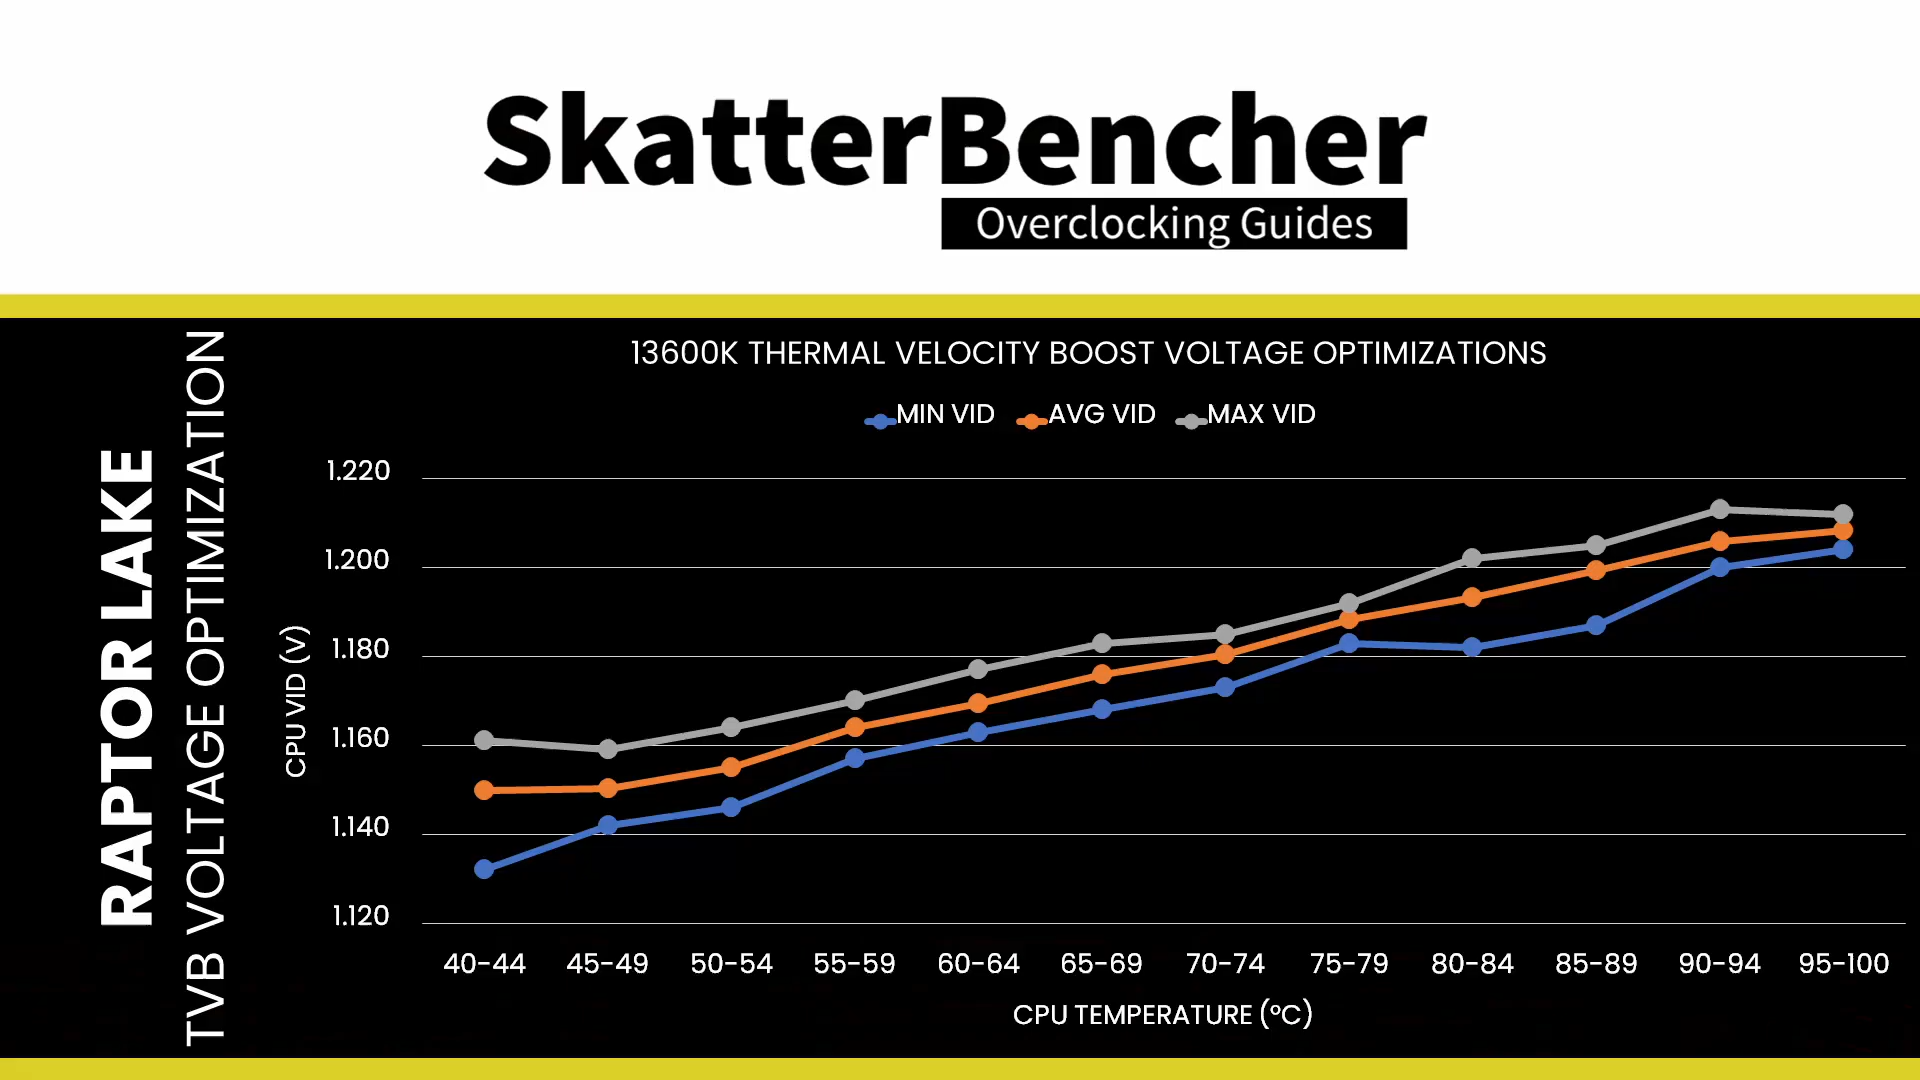 SkatterBencher
Overclocking Guides
RAPTOR LAKE
TVB VOLTAGE OPTIMIZATION
13600K THERMAL VELOCITY BOOST VOLTAGE OPTIMIZATIONS
MIN VID AVG VID MAX VID
CPU VID (V)
1.220
1.200
1.180
1.160
1.140
1.120
40-44 45-49 50-54 55-59 60-64 65-69 70-74 75-79 80-84 85-89 90-94 95-100
CPU TEMPERATURE (°C)